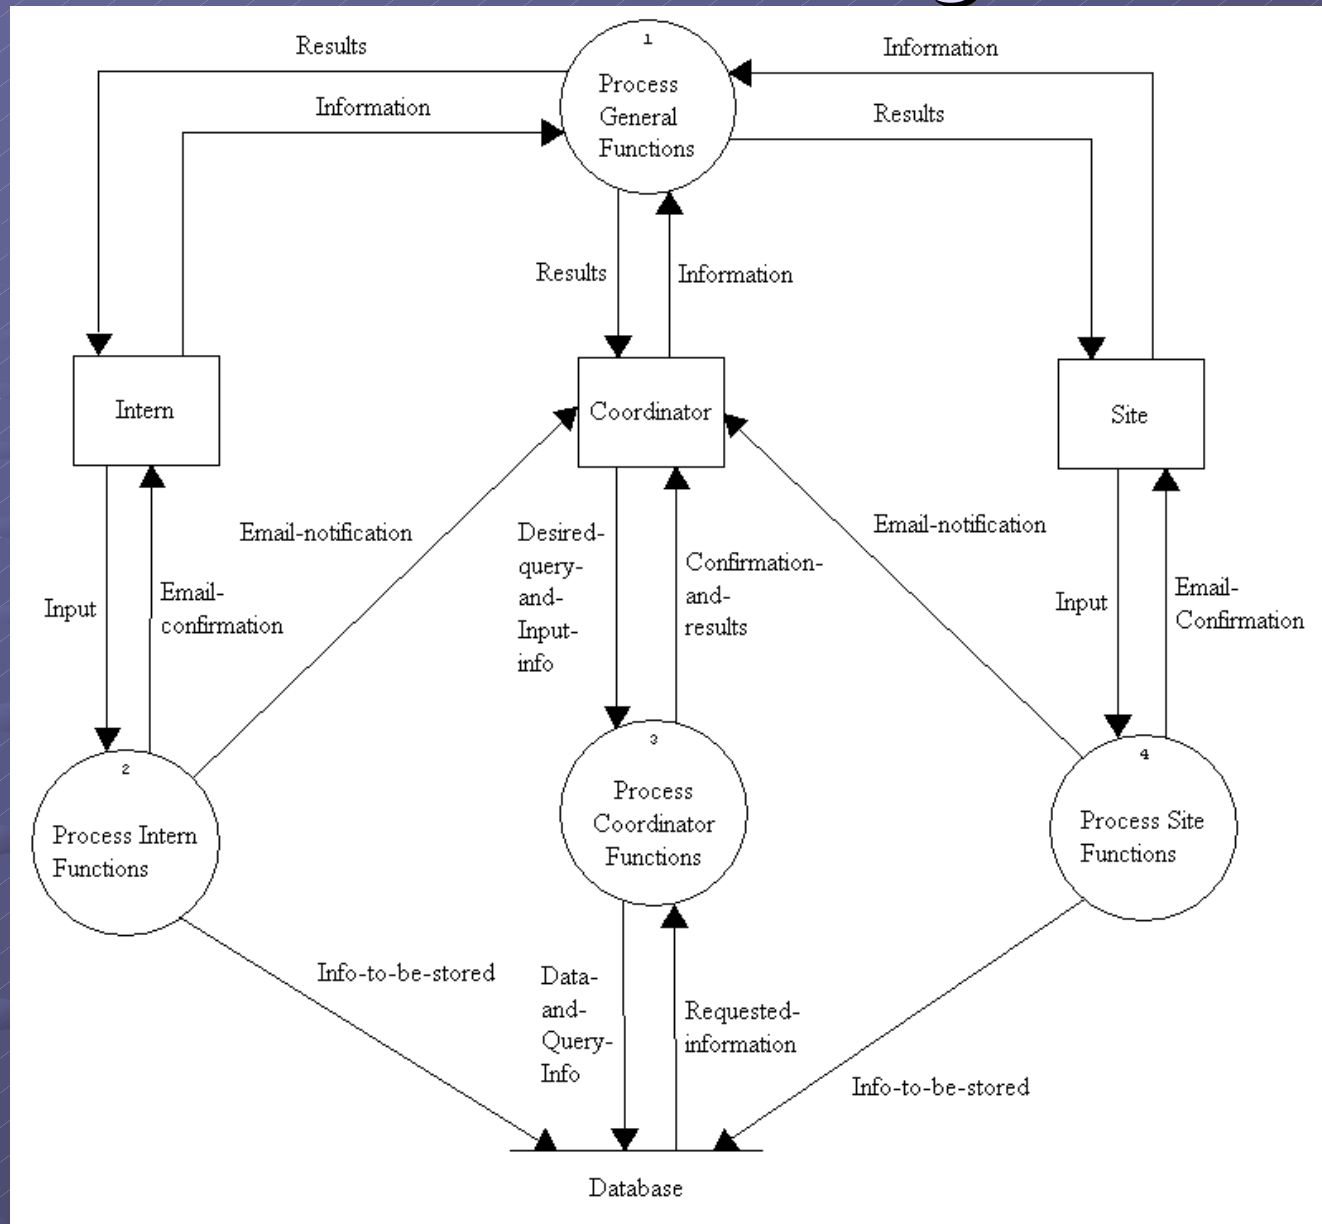 Results
1
Information
Process
General
Functions
Information
Results
Results
Information
Intern
Coordinator
Site
Email-notification
Desired-
query-
and-
Input-
info
Confirmation-
and-
results
Email-notification
Input
Email-
confirmation
Input
Email-
Confirmation
2
Process Intern
Functions
3
Process
Coordinator
Functions
4
Process Site
Functions
Info-to-be-stored
Data-
and-
Query-
Info
Requested-
information
Info-to-be-stored
Database